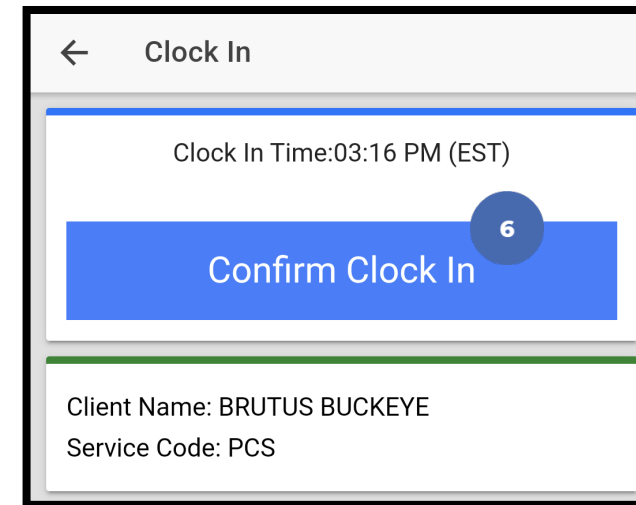 Clock In
Clock In Time:03:16 PM (EST)
6
Confirm Clock In
Client Name: BRUTUS BUCKEYE
Service Code: PCS